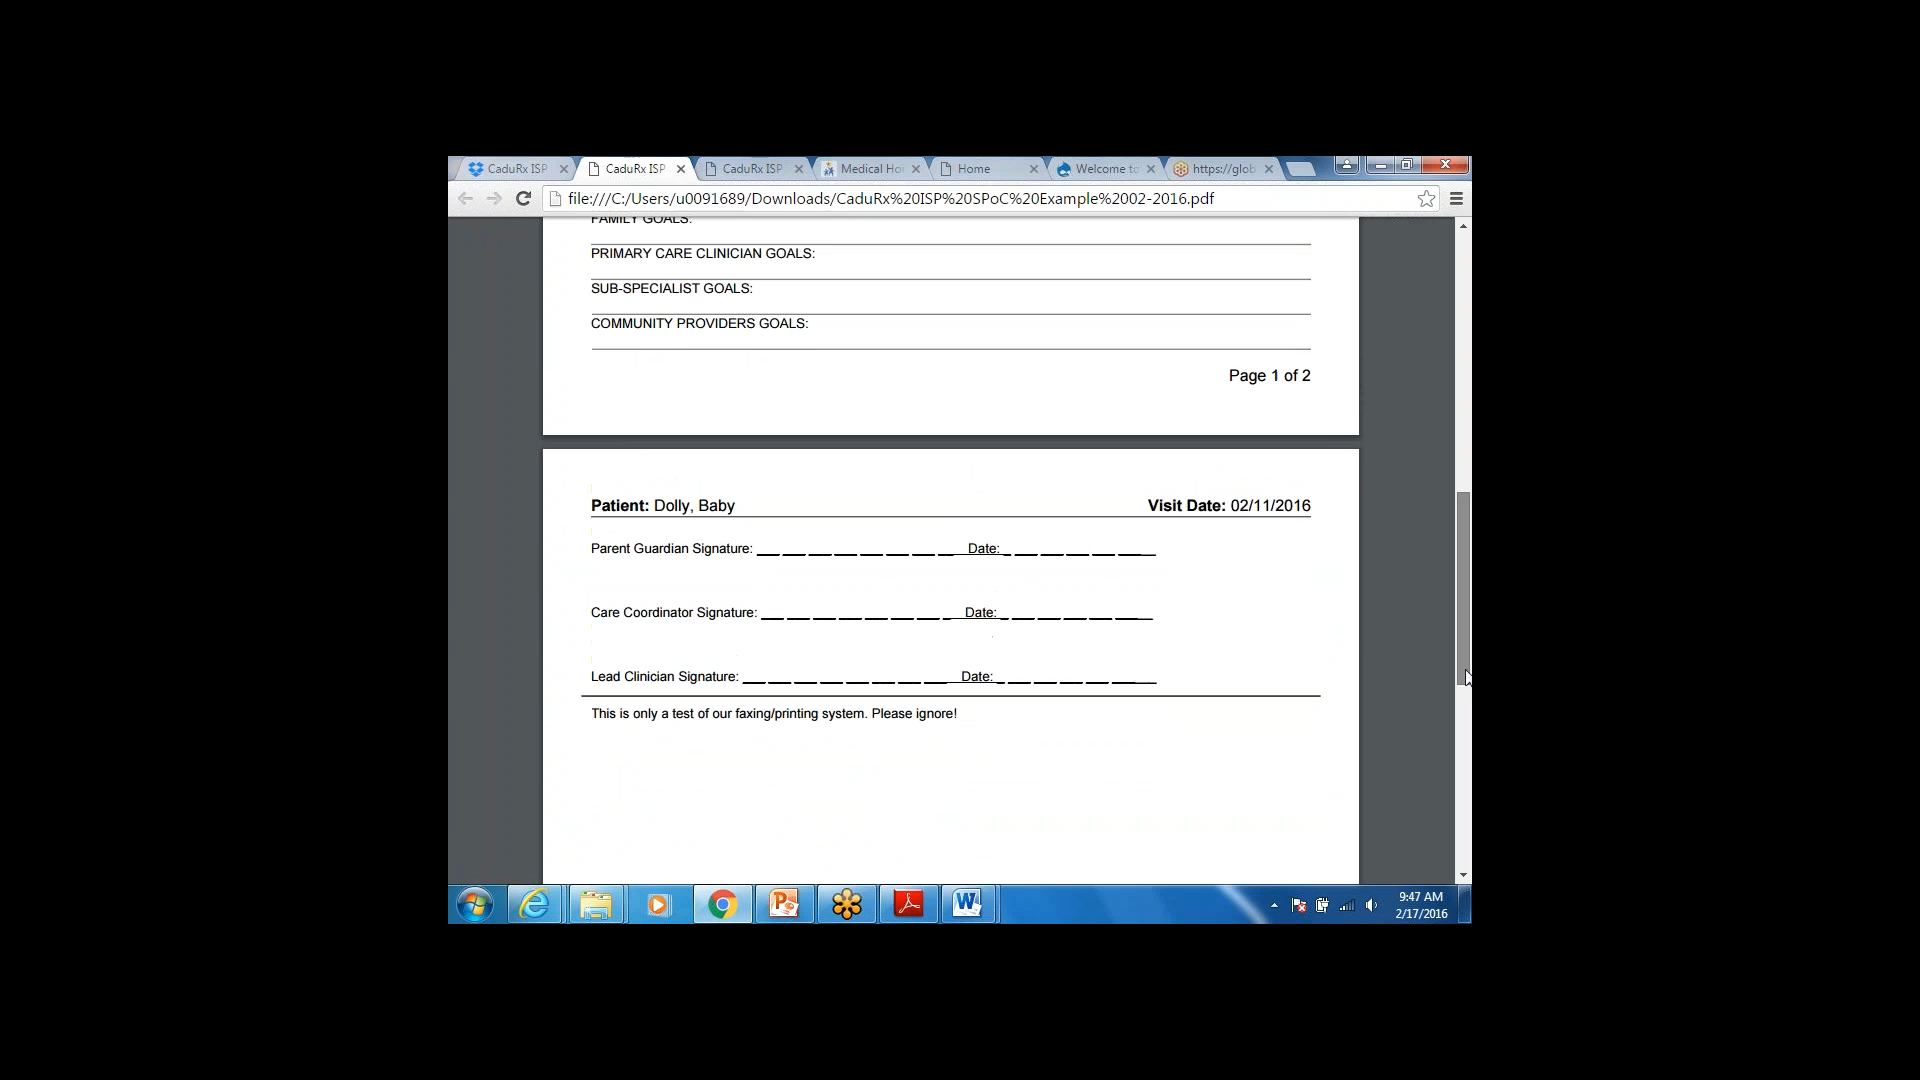 CaduRx ISP
CaduRx ISP
CaduRx ISP
Medical Ho
Home
Welcome to
https://glob
file:///C:/Users/u0091689/Downloads/CaduRx%20ISP%20SPoC%20Example%2002-2016.pdf
FAMILY GOALS:
PRIMARY CARE CLINICIAN GOALS:
SUB-SPECIALIST GOALS:
COMMUNITY PROVIDERS GOALS:
Page 1 of 2
Patient: Dolly, Baby Visit Date: 02/11/2016
Parent Guardian Signature: Date:
Care Coordinator Signature: Date:
Lead Clinician Signature: Date:
This is only a test of our faxing/printing system. Please ignore!
9:47 AM
2/17/2016